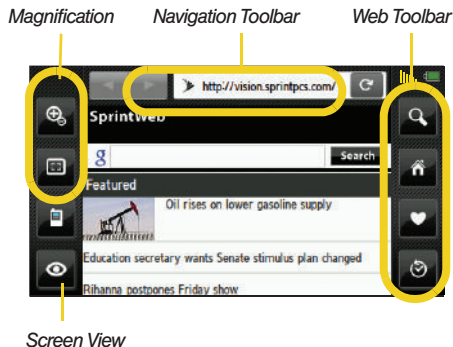 Magnification Navigation Toolbar Web Toolbar
http://vision.sprintpcs.com/
SprintWeb
g Search
Featured
Oil rises on lower gasoline supply
Education secretary wants Senate stimulus plan changed
Rihanna postpones Friday show
Screen View